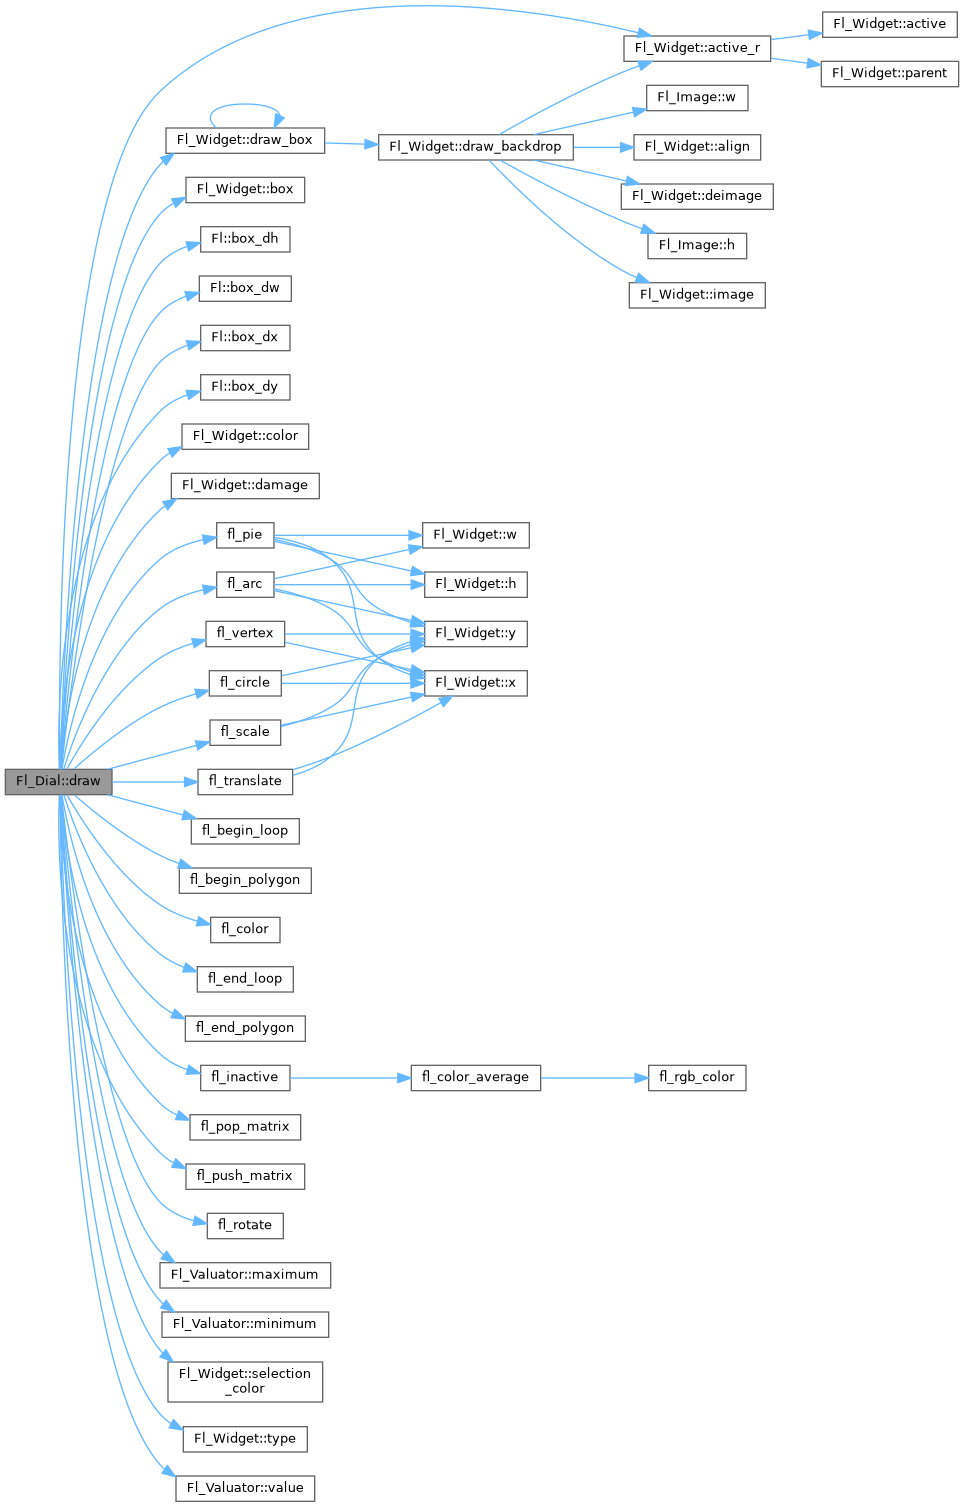 Fl_Widget::active
Fl_Widget::active_r
Fl_Widget::parent
Fl_Image::w
Fl_Widget::draw_box
Fl_Widget::draw_backdrop
Fl_Widget::align
Fl_Widget::box
Fl_Widget::deimage
Fl::box_dh
Fl_Image::h
Fl::box_dw
Fl_Widget::image
Fl::box_dx
Fl::box_dy
Fl_Widget::color
Fl_Widget::damage
fl_pie
Fl_Widget::w
fl_arc
Fl_Widget::h
fl_vertex
Fl_Widget::y
fl_circle
Fl_Widget::x
fl_scale
Fl_Dial::draw
fl_translate
fl_begin_loop
fl_begin_polygon
fl_color
fl_end_loop
fl_end_polygon
fl_inactive
fl_color_average
fl_rgb_color
fl_pop_matrix
fl_push_matrix
fl_rotate
Fl_Valuator::maximum
Fl_Valuator::minimum
Fl_Widget::selection
_color
Fl_Widget::type
Fl_Valuator::value